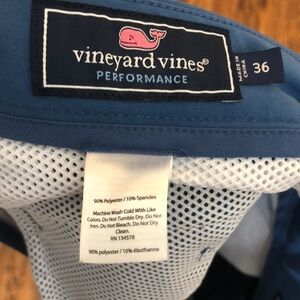 vineyard vines®
PERFORMANCE
MADE IN
CHINA
36
90% Polyester / 10% Spandex
Machine Wash Cold With Like
Colors. Do Not Tumble Dry. Do Not
Iron. Do Not Bleach. Do Not Dry
Clean.
RN 134578
90% polyester / 10% élasthanne